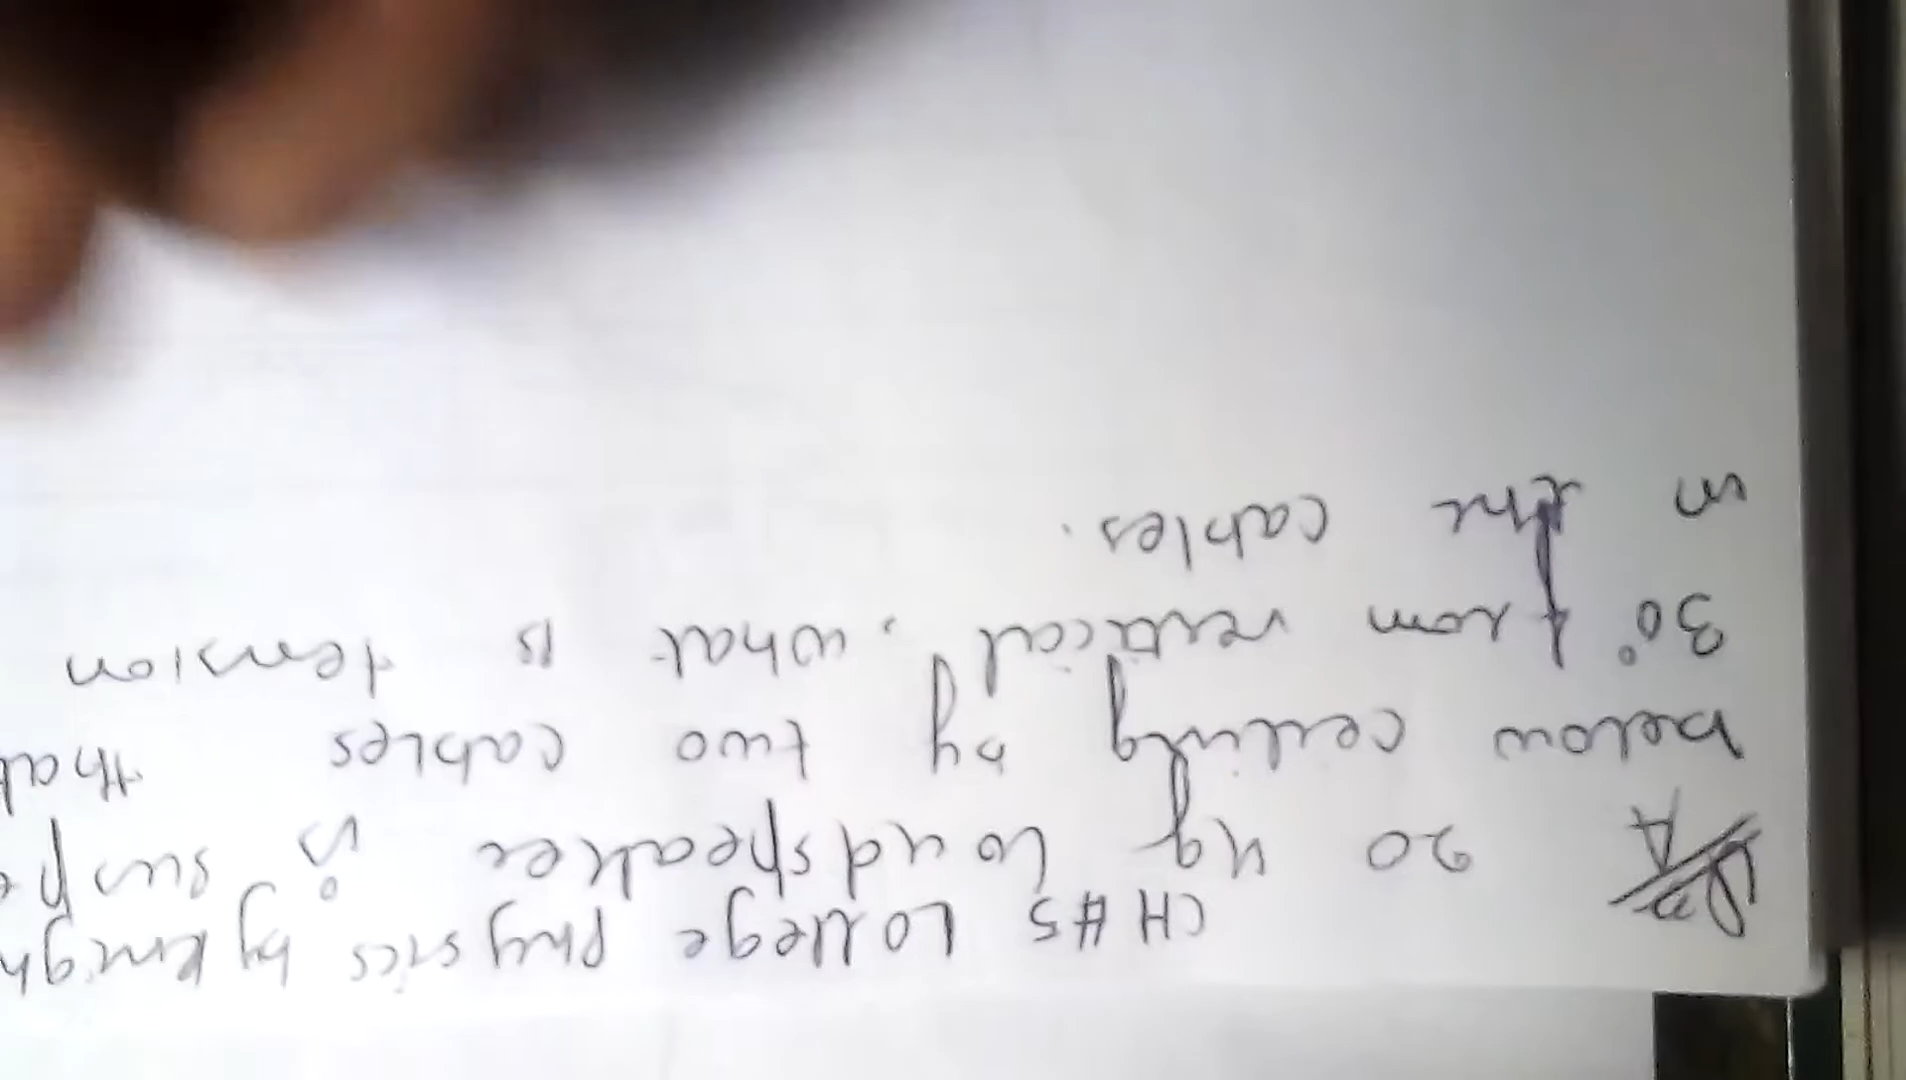 CH #5 College physics by Knigh
A 20 kg Loudspeaker is suspe
below ceiling by two cables that
30° from vertical, what is tension
in the cables.